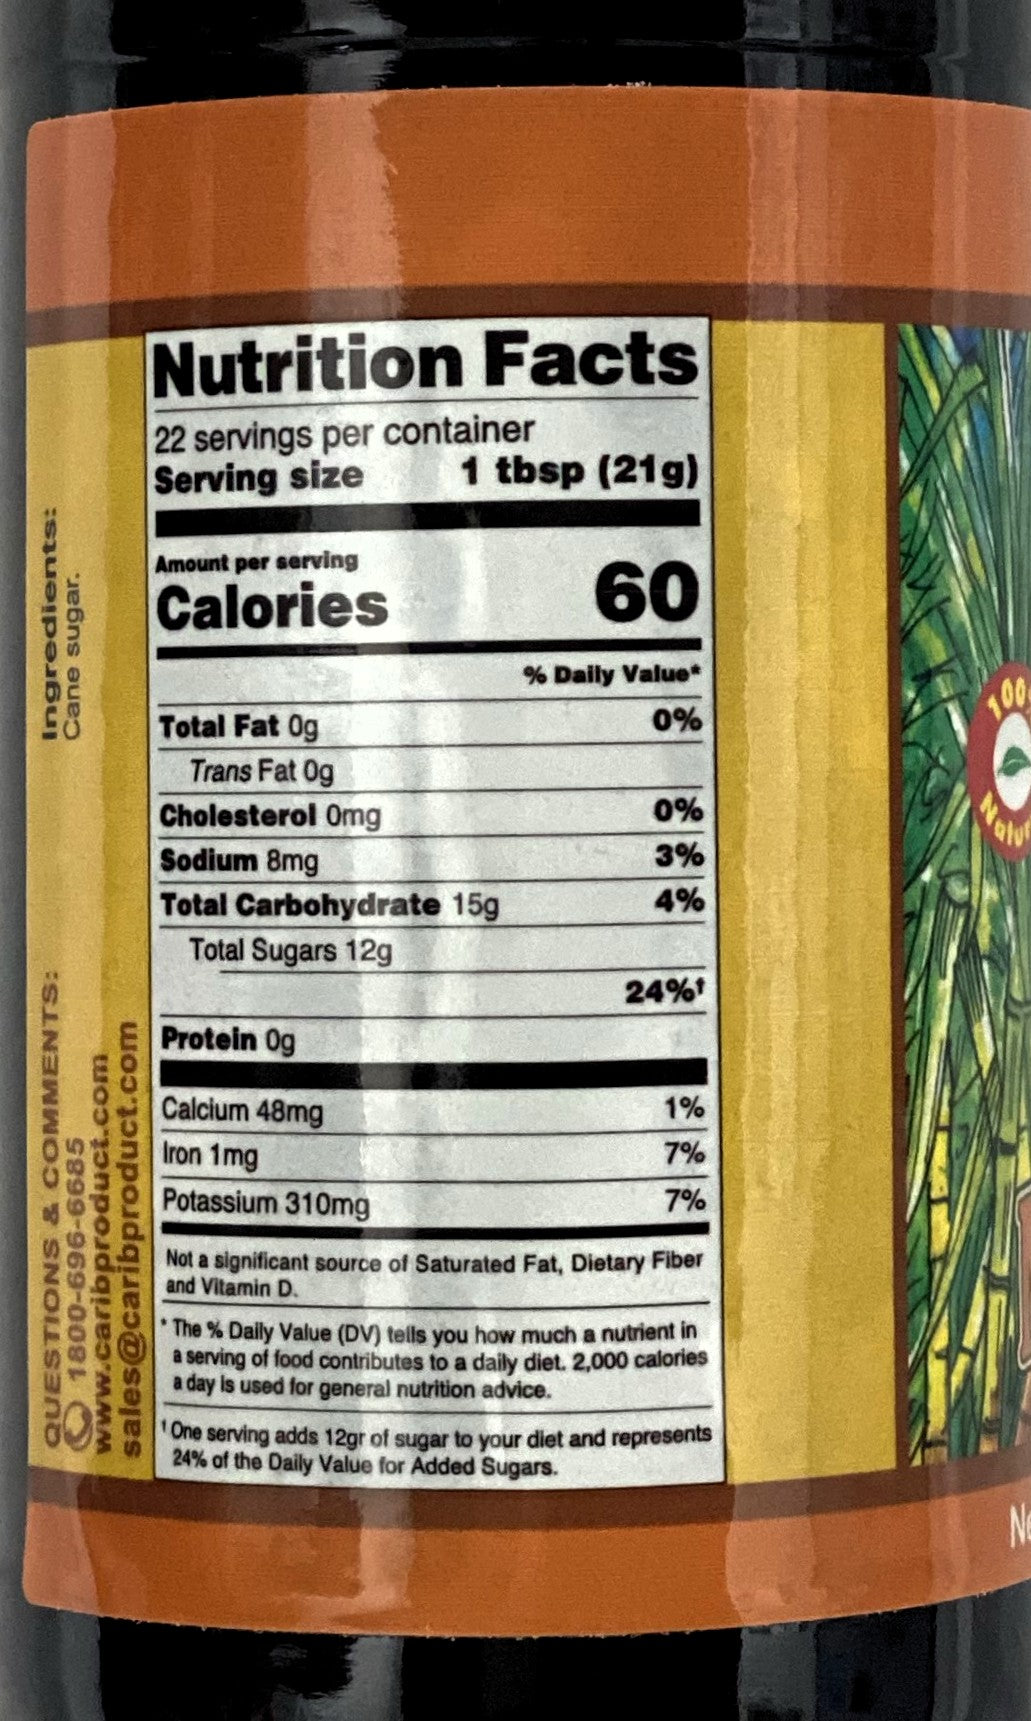 Nutrition Facts
22 servings per container
Serving size 1 tbsp (21g)
Amount per serving
Calories 60
% Daily Value*
Total Fat 0g 0%
Trans Fat 0g
Cholesterol 0mg 0%
Sodium 8mg 3%
Total Carbohydrate 15g 4%
Total Sugars 12g
24%†
Protein 0g
Calcium 48mg 1%
Iron 1mg 7%
Potassium 310mg 7%
Not a significant source of Saturated Fat, Dietary Fiber
and Vitamin D.
* The % Daily Value (DV) tells you how much a nutrient in
a serving of food contributes to a daily diet. 2,000 calories
a day is used for general nutrition advice.
† One serving adds 12gr of sugar to your diet and represents
24% of the Daily Value for Added Sugars.
Ingredients:
Cane sugar.
QUESTIONS & COMMENTS:
1800-696-6685
www.caribproduct.com
sales@caribproduct.com
100